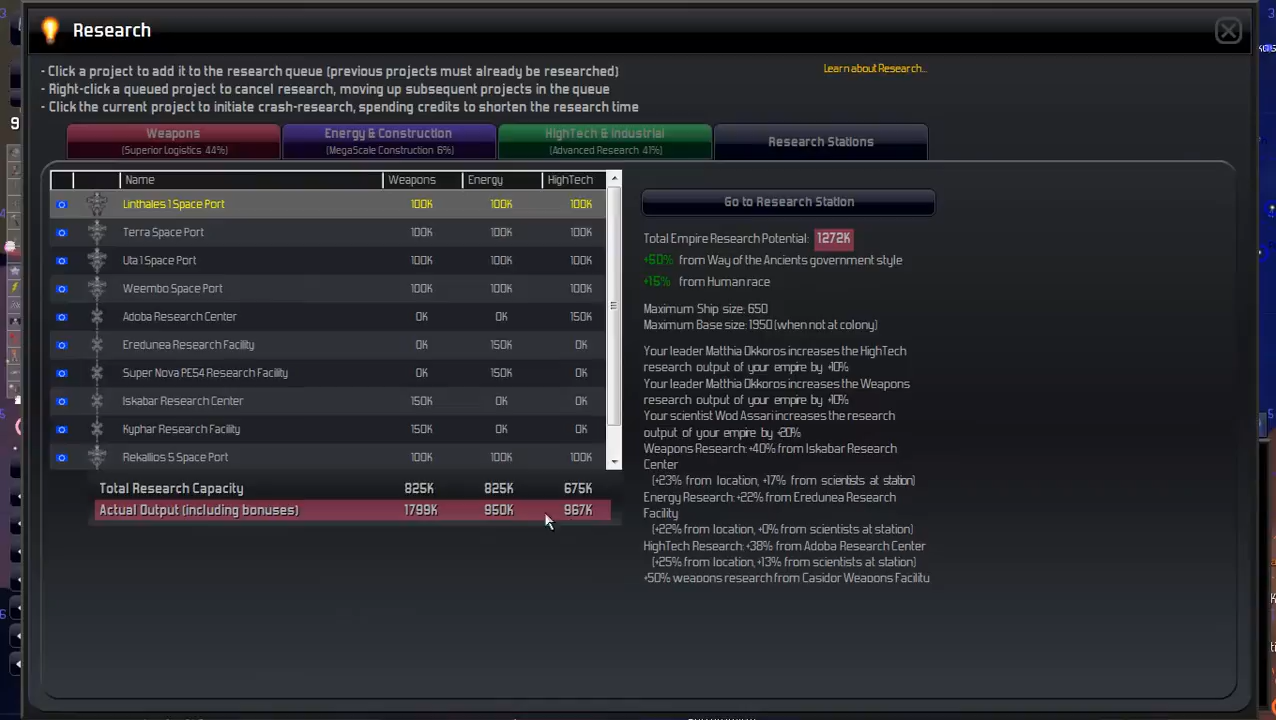 Research
- Click a project to add it to the research queue (previous projects must already be researched)
- Right-click a queued project to cancel research, moving up subsequent projects in the queue
- Click the current project to initiate crash-research, spending credits to shorten the research time
Learn about Research...
Weapons
(Superior Logistics 44%)
Energy & Construction
(MegaScale Construction 6%)
HighTech & Industrial
(Advanced Research 41%)
Research Stations
Name Weapons Energy HighTech
Linthales 1 Space Port 100K 100K 100K
Terra Space Port 100K 100K 100K
Uta 1 Space Port 100K 100K 100K
Weembo Space Port 100K 100K 100K
Adoba Research Center 0K 0K 150K
Eredunea Research Facility 0K 150K 0K
Super Nova PE54 Research Facility 0K 150K 0K
Iskabar Research Center 150K 0K 0K
Kyphar Research Facility 150K 0K 0K
Rekallios 5 Space Port 100K 100K 100K
Total Research Capacity 825K 825K 675K
Actual Output (including bonuses) 1799K 950K 967K
Go to Research Station
Total Empire Research Potential: 1272K
+50% from Way of the Ancients government style
+15% from Human race
Maximum Ship size: 650
Maximum Base size: 1950 (when not at colony)
Your leader Matthia Okkoros increases the HighTech
research output of your empire by +10%
Your leader Matthia Okkoros increases the Weapons
research output of your empire by +10%
Your scientist Wod Assari increases the research
output of your empire by +20%
Weapons Research: +40% from Iskabar Research
Center
(+23% from location, +17% from scientists at station)
Energy Research: +22% from Eredunea Research
Facility
(+22% from location, +0% from scientists at station)
HighTech Research: +38% from Adoba Research Center
(+25% from location, +13% from scientists at station)
+50% weapons research from Casidor Weapons Facility